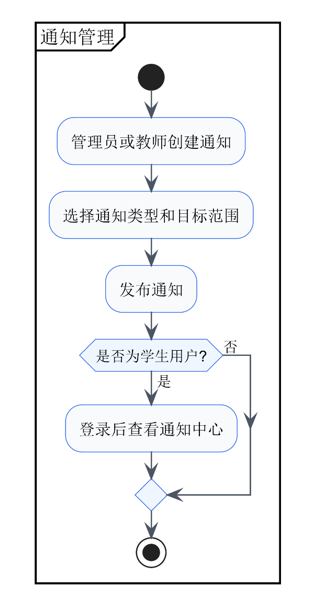 通知管理
管理员或教师创建通知
选择通知类型和目标范围
发布通知
是否为学生用户?
否
是
登录后查看通知中心